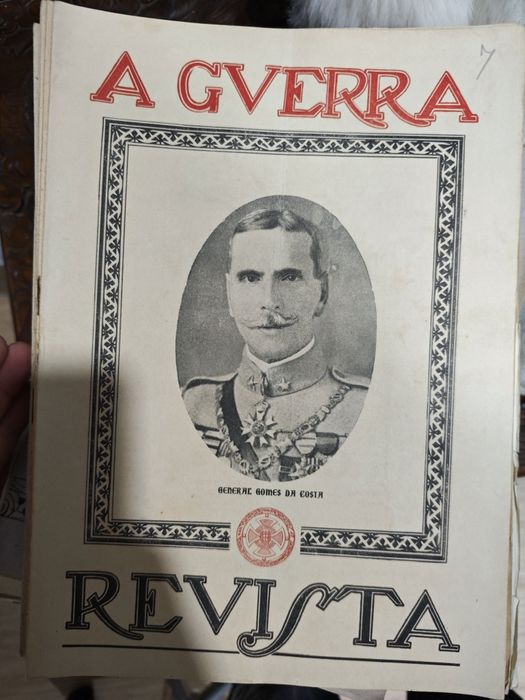 A GVERRA
7
GENERAL GOMES DA COSTA
REVISTA